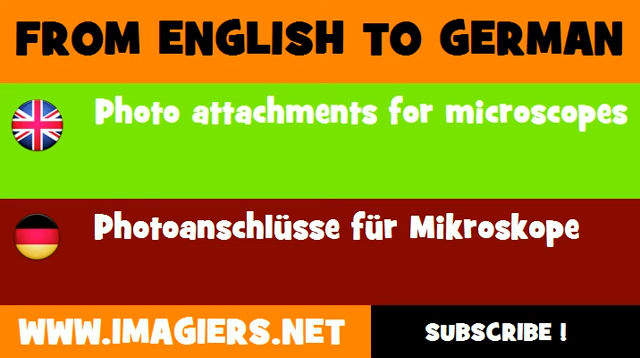 FROM ENGLISH TO GERMAN
Photo attachments for microscopes
Photoanschlüsse für Mikroskope
WWW.IMAGIERS.NET
SUBSCRIBE !